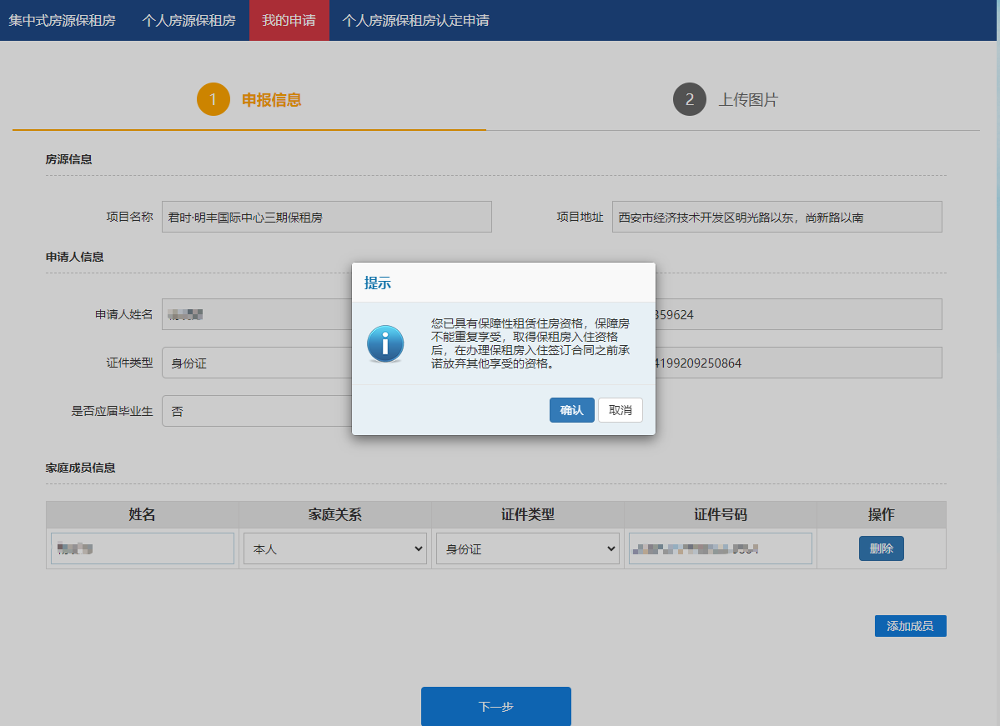 集中式房源保租房 个人房源保租房 我的申请 个人房源保租房认定申请
1 申报信息 2 上传图片
房源信息
项目名称 君时·明丰国际中心三期保租房 项目地址 西安市经济技术开发区明光路以东，尚新路以南
申请人信息
提示
申请人姓名 359624
您已具有保障性租赁住房资格，保障房
不能重复享受，取得保租房入住资格
后，在办理保租房入住签订合同之前承
诺放弃其他享受的资格。
证件类型 身份证 4199209250864
是否应届毕业生 否
确认 取消
家庭成员信息
姓名 家庭关系 证件类型 证件号码 操作
本人 身份证 删除
添加成员
下一步